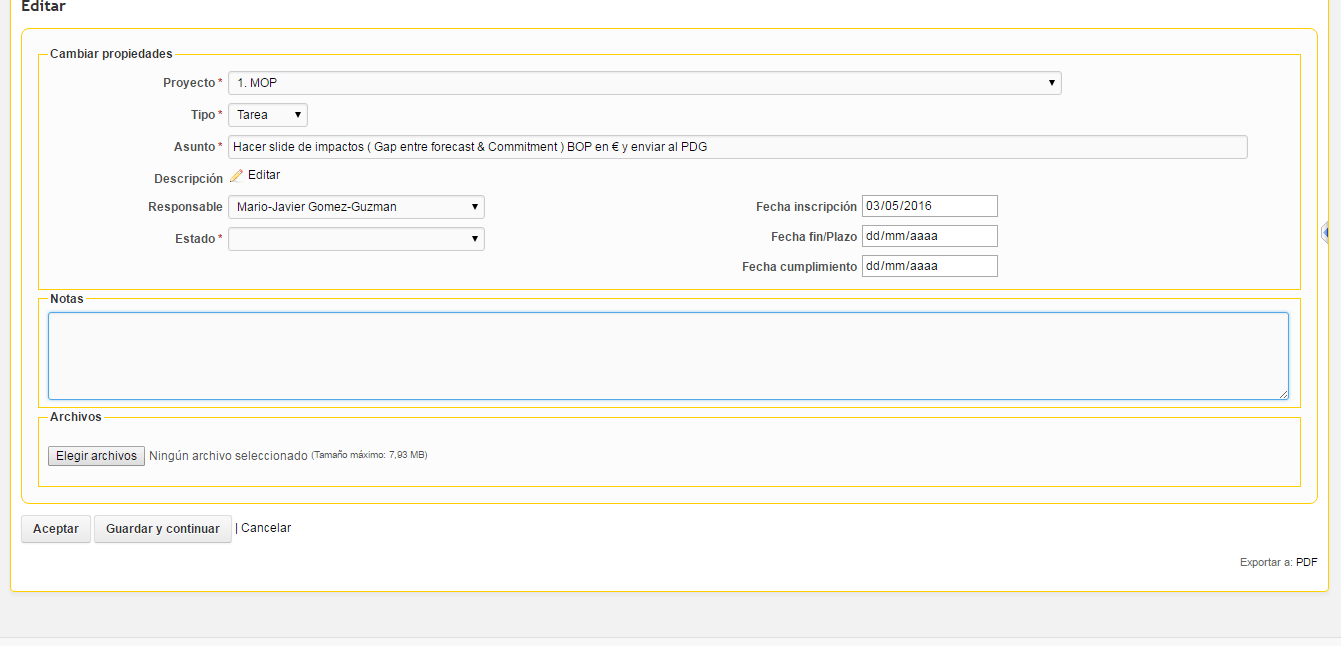 Editar
Cambiar propiedades
Proyecto * 1. MOP
Tipo * Tarea
Asunto * Hacer slide de impactos ( Gap entre forecast & Commitment ) BOP en € y enviar al PDG
Descripción Editar
Responsable Mario-Javier Gomez-Guzman Fecha inscripción 03/05/2016
Estado * Fecha fin/Plazo dd/mm/aaaa
Fecha cumplimiento dd/mm/aaaa
Notas
Archivos
Elegir archivos Ningún archivo seleccionado (Tamaño máximo: 7,93 MB)
Aceptar Guardar y continuar | Cancelar
Exportar a: PDF